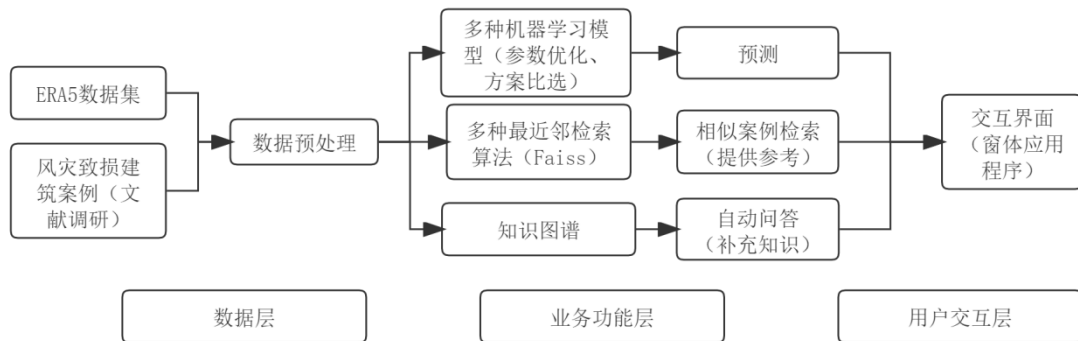 ERA5数据集
风灾致损建
筑案例（文
献调研）
数据预处理
多种机器学习模
型（参数优化、
方案比选）
预测
多种最近邻检索
算法（Faiss）
相似案例检索
（提供参考）
知识图谱
自动问答
（补充知识）
交互界面
（窗体应用
程序）
数据层
业务功能层
用户交互层